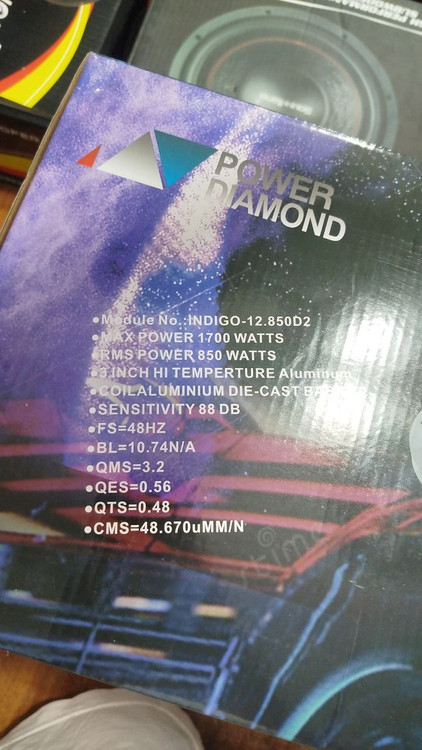 POWER
DIAMOND
●Module No.:INDIGO-12.850D2
●MAX POWER 1700 WATTS
●RMS POWER 850 WATTS
●3 INCH HI TEMPERTURE Aluminum
●COILALUMINIUM DIE-CAST
●SENSITIVITY 88 DB
●FS=48HZ
●BL=10.74N/A
●QMS=3.2
●QES=0.56
●QTS=0.48
●CMS=48.670uMM/N